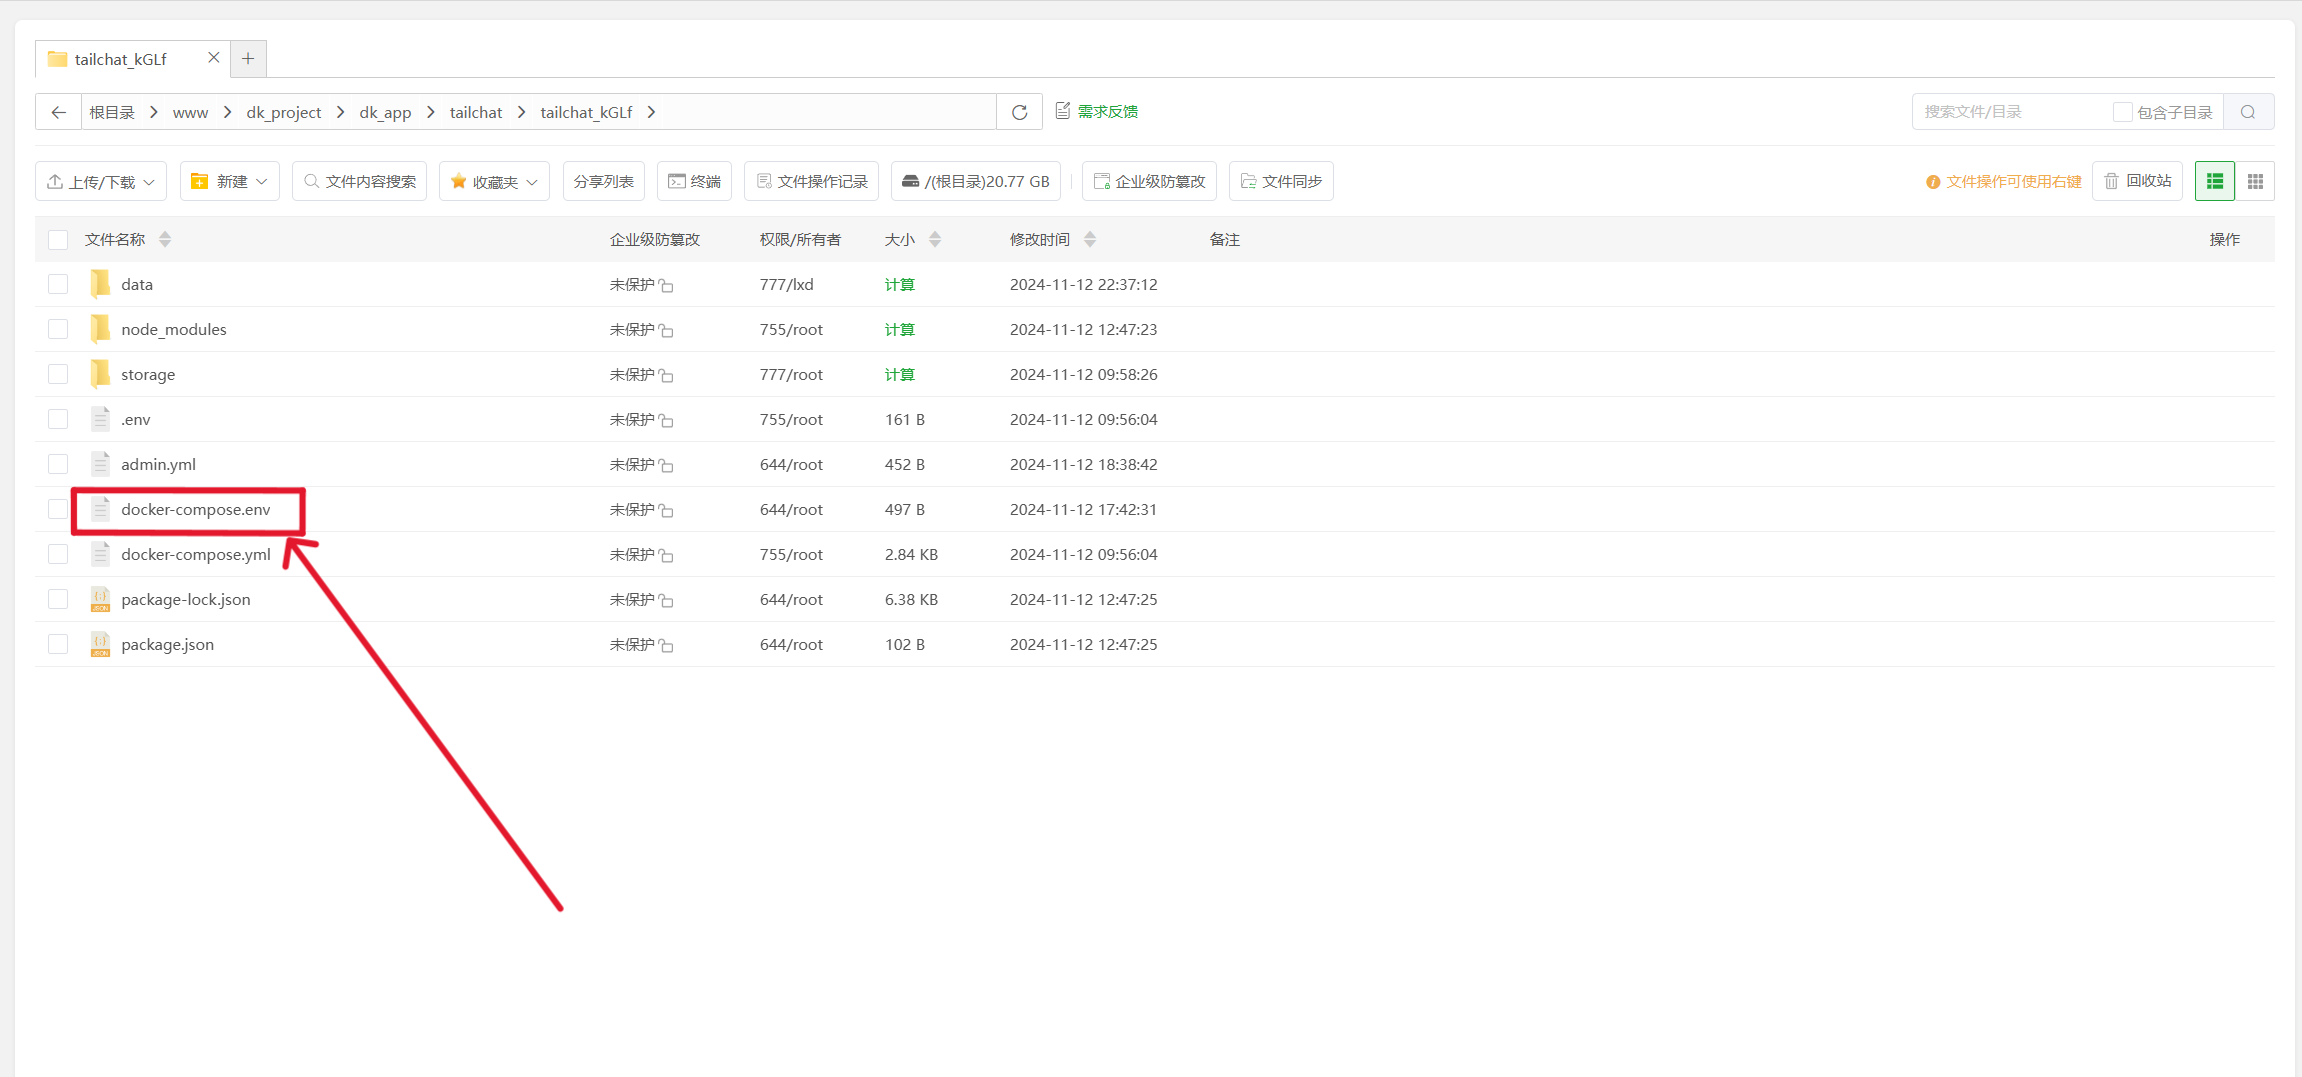 tailchat_kGLf
根目录 www dk_project dk_app tailchat tailchat_kGLf 需求反馈 搜索文件/目录 包含子目录
上传/下载 新建 文件内容搜索 收藏夹 分享列表 终端 文件操作记录 /(根目录)20.77 GB 企业级防篡改 文件同步 文件操作可使用右键 回收站
文件名称 企业级防篡改 权限/所有者 大小 修改时间 备注 操作
data 未保护 777/lxd 计算 2024-11-12 22:37:12
node_modules 未保护 755/root 计算 2024-11-12 12:47:23
storage 未保护 777/root 计算 2024-11-12 09:58:26
.env 未保护 755/root 161 B 2024-11-12 09:56:04
admin.yml 未保护 644/root 452 B 2024-11-12 18:38:42
docker-compose.env 未保护 644/root 497 B 2024-11-12 17:42:31
docker-compose.yml 未保护 755/root 2.84 KB 2024-11-12 09:56:04
package-lock.json 未保护 644/root 6.38 KB 2024-11-12 12:47:25
package.json 未保护 644/root 102 B 2024-11-12 12:47:25